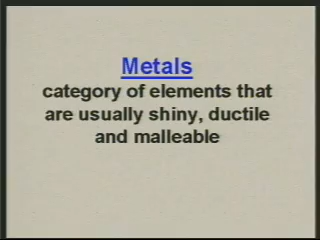 Metals
category of elements that
are usually shiny, ductile
and malleable